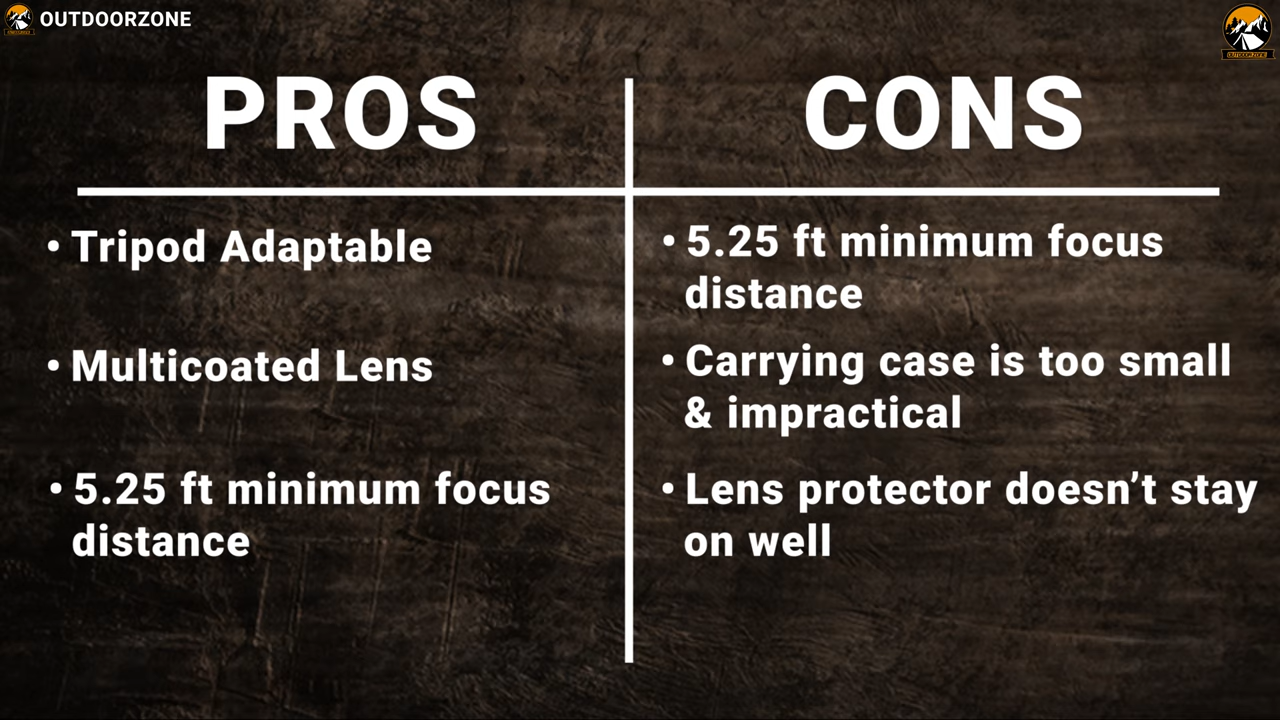 OUTDOORZONE
OUTDOORZONE
PROS
CONS
• Tripod Adaptable
• Multicoated Lens
• 5.25 ft minimum focus
distance
• 5.25 ft minimum focus
distance
• Carrying case is too small
& impractical
• Lens protector doesn’t stay
on well